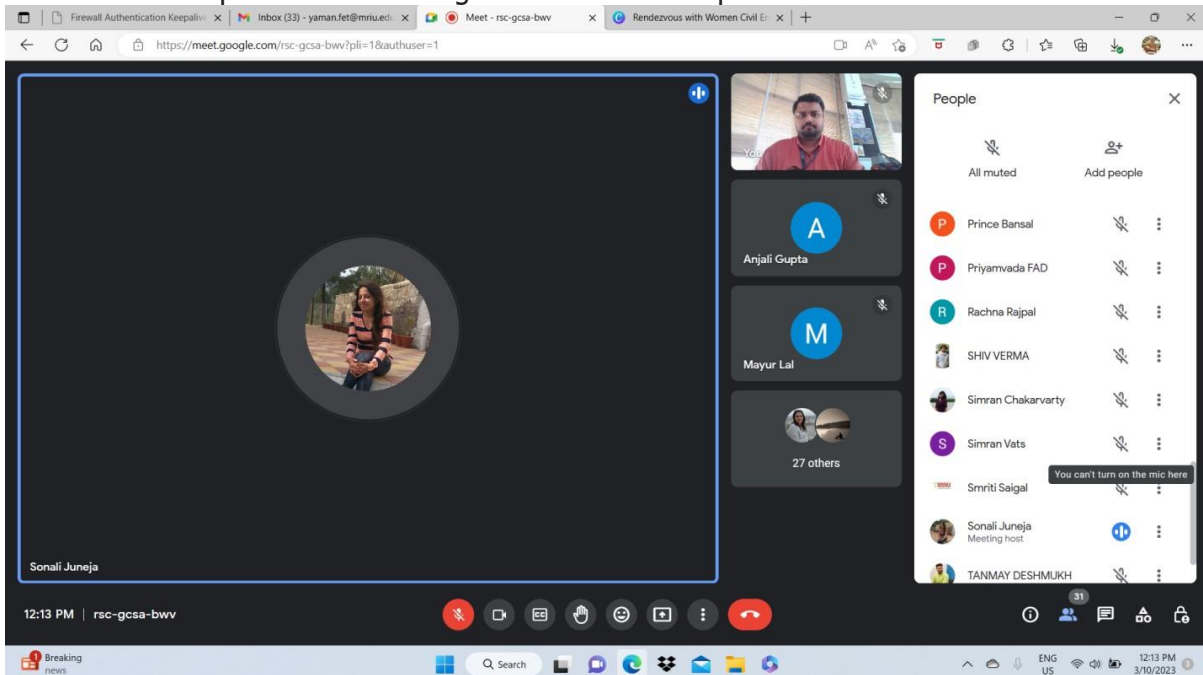 Firewall Authentication Keepalive
Inbox (33) - yaman.fet@mriu.edu
Meet - rsc-gcsa-bwv
Rendezvous with Women Civil En
https://meet.google.com/rsc-gcsa-bwv?pli=1&authuser=1
You
A
Anjali Gupta
M
Mayur Lal
27 others
Sonali Juneja
People
All muted
Add people
P Prince Bansal
P Priyamvada FAD
R Rachna Rajpal
SHIV VERMA
Simran Chakarvarty
S Simran Vats
You can't turn on the mic here
Smriti Saigal
Sonali Juneja
Meeting host
TANMAY DESHMUKH
12:13 PM | rsc-gcsa-bwv
CC
31
1 Breaking
news
Search
ENG
US
12:13 PM
3/10/2023